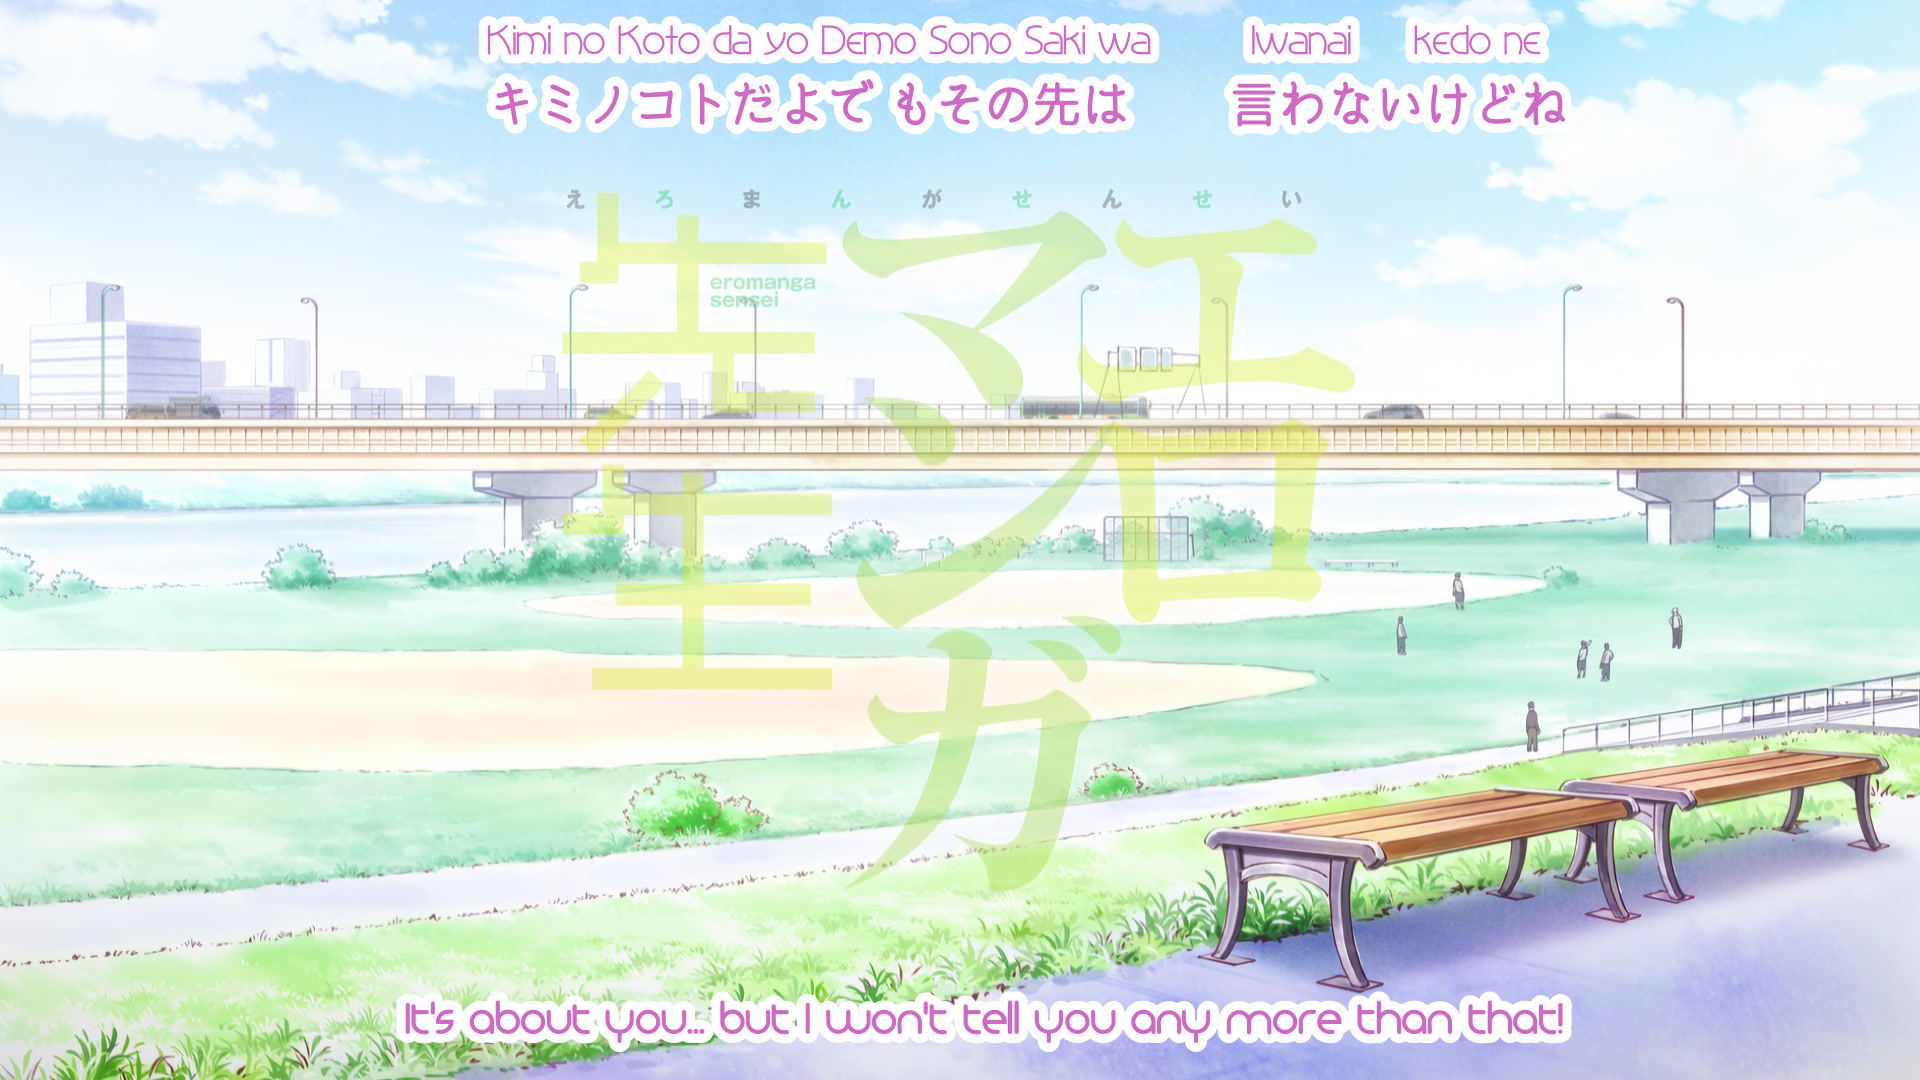 Kimi no Koto da yo Demo Sono Saki wa Iwanai kedo ne
キミノコトだよで もその先は 言わないけどね
えろまんがせんせい
エロ
マンガ
先生
eromanga
sensei
It's about you... but I won't tell you any more than that!